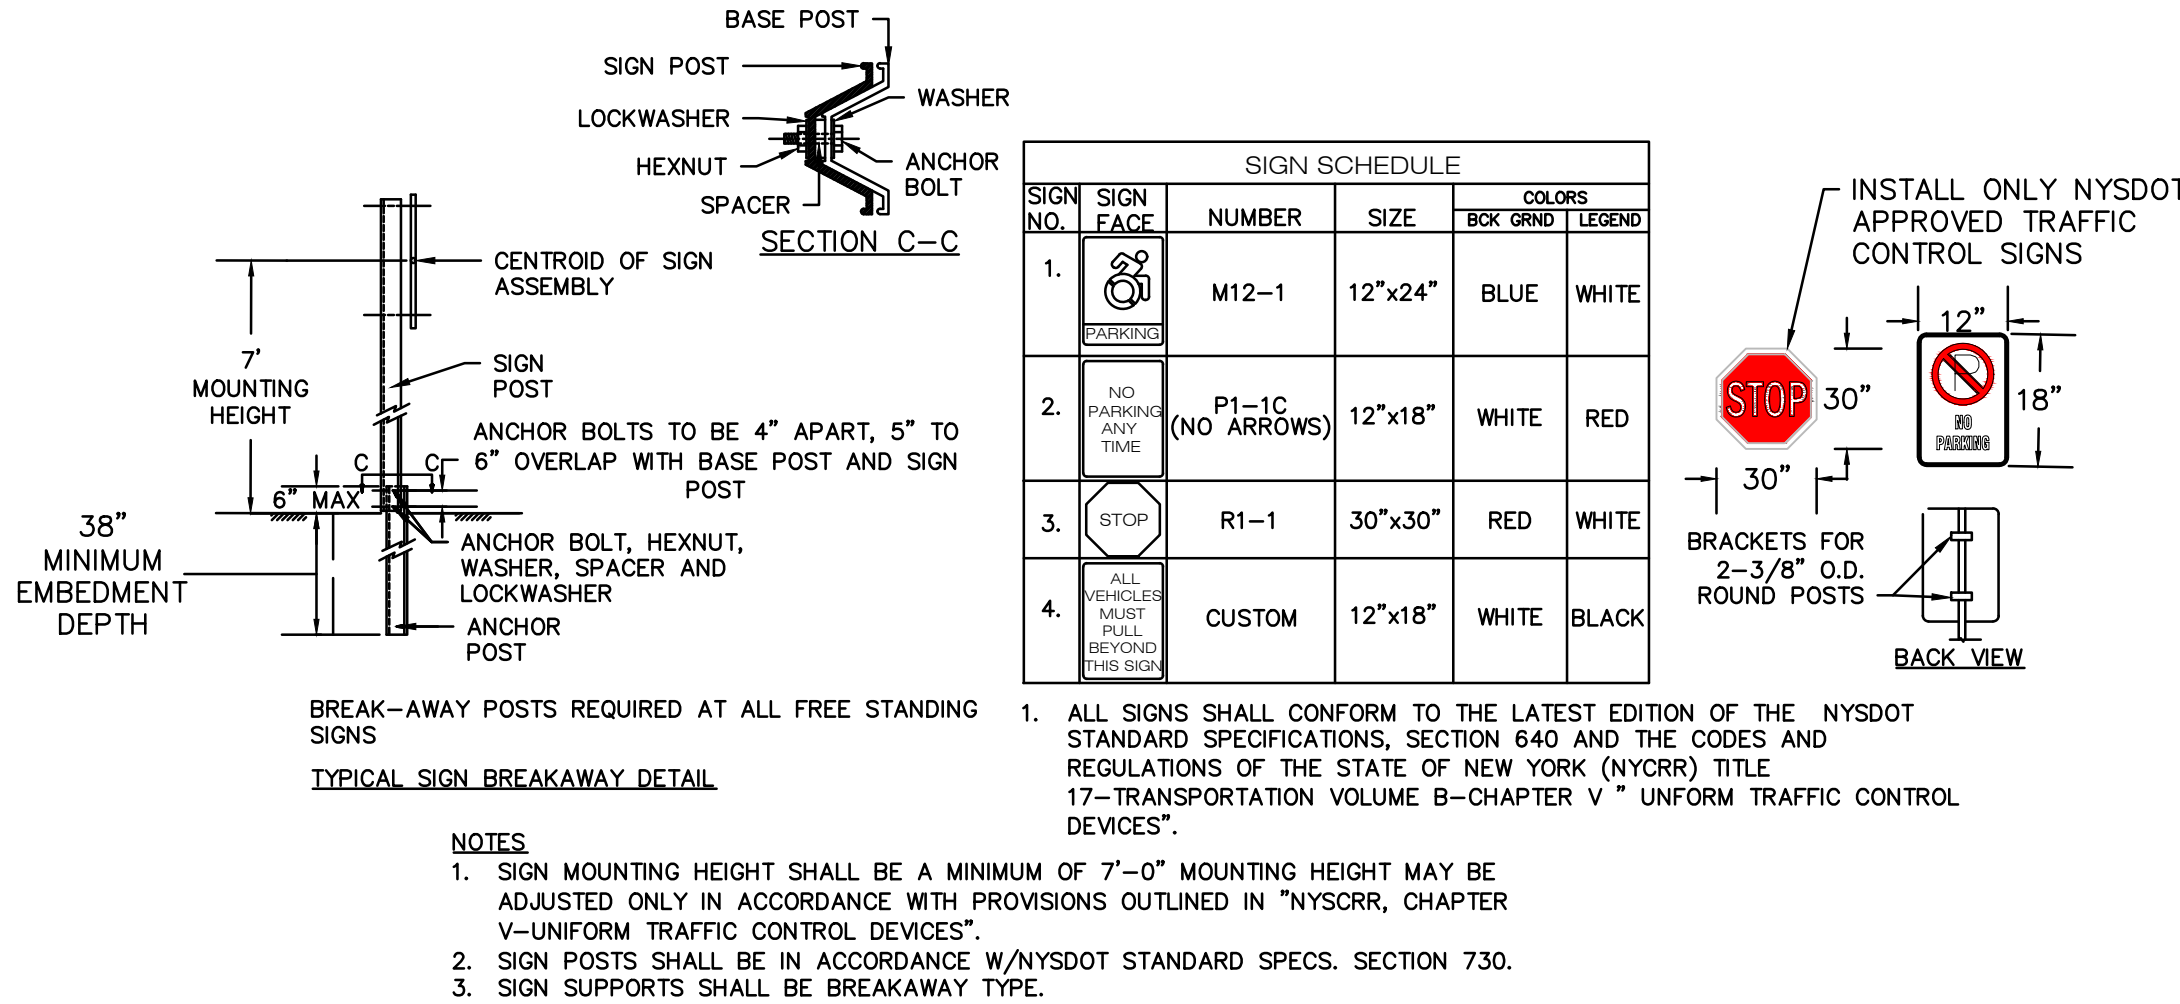 BASE POST
SIGN POST
WASHER
LOCKWASHER
HEXNUT
ANCHOR
BOLT
SPACER
SECTION C-C
CENTROID OF SIGN
ASSEMBLY
7'
MOUNTING
HEIGHT
SIGN
POST
ANCHOR BOLTS TO BE 4" APART, 5" TO
6" OVERLAP WITH BASE POST AND SIGN
POST
C C
6" MAX
38"
MINIMUM
EMBEDMENT
DEPTH
ANCHOR BOLT, HEXNUT,
WASHER, SPACER AND
LOCKWASHER
ANCHOR
POST
BREAK-AWAY POSTS REQUIRED AT ALL FREE STANDING
SIGNS
TYPICAL SIGN BREAKAWAY DETAIL
SIGN SCHEDULE
SIGN NO. SIGN FACE NUMBER SIZE COLORS
BCK GRND LEGEND
1. PARKING M12-1 12"x24" BLUE WHITE
2. NO PARKING ANY TIME P1-1C (NO ARROWS) 12"x18" WHITE RED
3. STOP R1-1 30"x30" RED WHITE
4. ALL VEHICLES MUST PULL BEYOND THIS SIGN CUSTOM 12"x18" WHITE BLACK
INSTALL ONLY NYSDOT
APPROVED TRAFFIC
CONTROL SIGNS
12"
STOP
30"
30"
P
NO
PARKING
18"
BRACKETS FOR
2-3/8" O.D.
ROUND POSTS
BACK VIEW
1. ALL SIGNS SHALL CONFORM TO THE LATEST EDITION OF THE NYSDOT
STANDARD SPECIFICATIONS, SECTION 640 AND THE CODES AND
REGULATIONS OF THE STATE OF NEW YORK (NYCRR) TITLE
17-TRANSPORTATION VOLUME B-CHAPTER V " UNFORM TRAFFIC CONTROL
DEVICES".
NOTES
1. SIGN MOUNTING HEIGHT SHALL BE A MINIMUM OF 7'-0" MOUNTING HEIGHT MAY BE
ADJUSTED ONLY IN ACCORDANCE WITH PROVISIONS OUTLINED IN "NYSCRR, CHAPTER
V-UNIFORM TRAFFIC CONTROL DEVICES".
2. SIGN POSTS SHALL BE IN ACCORDANCE W/NYSDOT STANDARD SPECS. SECTION 730.
3. SIGN SUPPORTS SHALL BE BREAKAWAY TYPE.